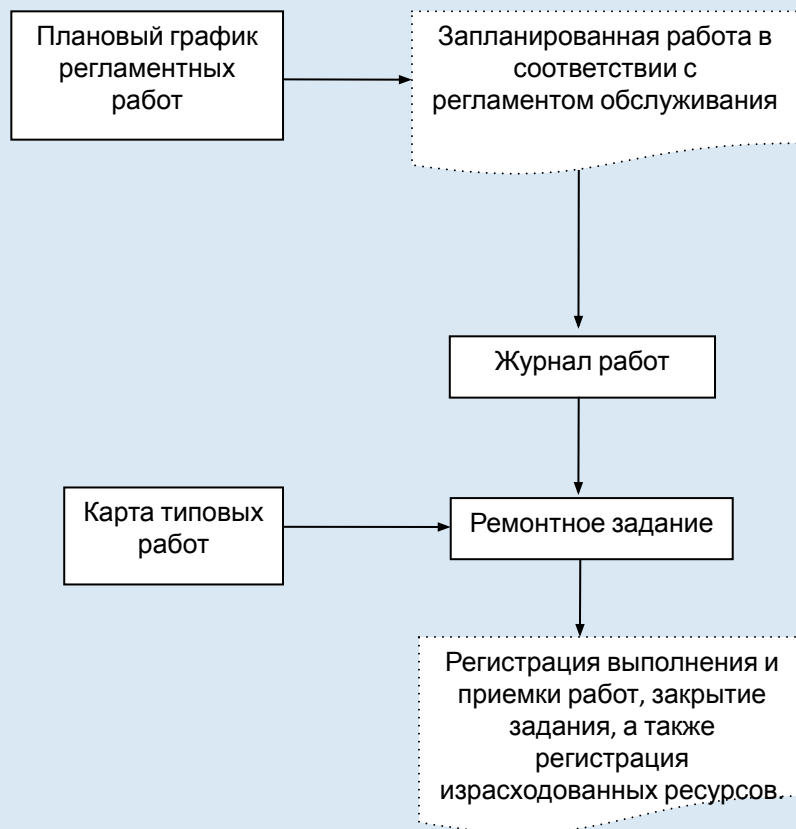 Плановый график
регламентных
работ
Запланированная работа в
соответствии с
регламентом обслуживания
Журнал работ
Карта типовых
работ
Ремонтное задание
Регистрация выполнения и
приемки работ, закрытие
задания, а также
регистрация
израсходованных ресурсов.